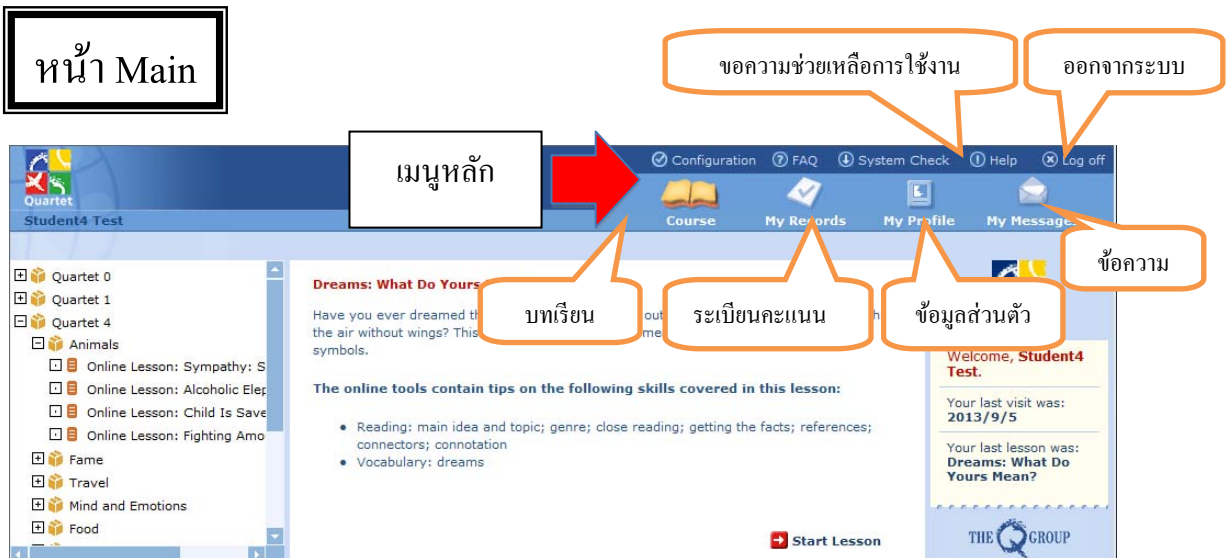 หน้า Main
ขอความช่วยเหลือการใช้งาน
ออกจากระบบ
เมนูหลัก
Configuration FAQ System Check Help Log off
Quartet
Student4 Test
Course My Records My Profile My Messages
ข้อความ
บทเรียน
ระเบียนคะแนน
ข้อมูลส่วนตัว
Quartet 0
Quartet 1
Quartet 4
Animals
Online Lesson: Sympathy: S
Online Lesson: Alcoholic Elep
Online Lesson: Child Is Save
Online Lesson: Fighting Amo
Fame
Travel
Mind and Emotions
Food
Dreams: What Do Yours
Have you ever dreamed th out
the air without wings? This me
symbols.
The online tools contain tips on the following skills covered in this lesson:
Reading: main idea and topic; genre; close reading; getting the facts; references;
connectors; connotation
Vocabulary: dreams
Start Lesson
Welcome, Student4
Test.
Your last visit was:
2013/9/5
Your last lesson was:
Dreams: What Do
Yours Mean?
THE Q GROUP